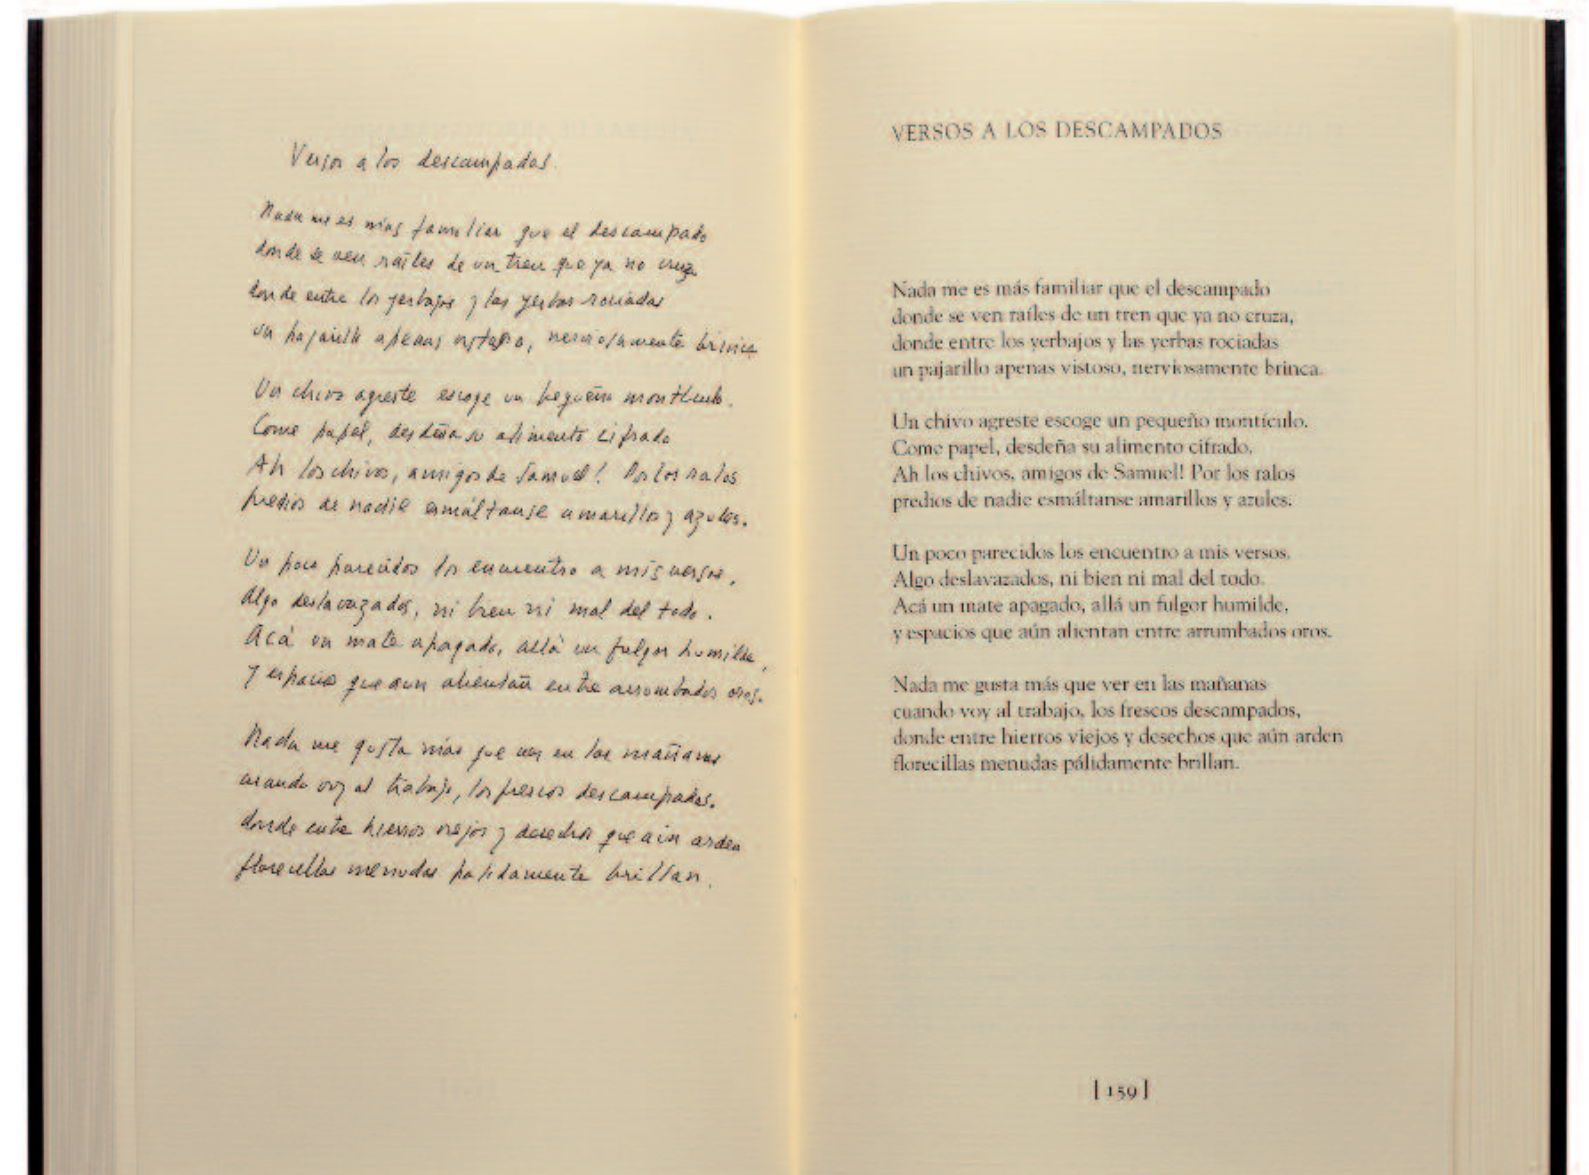 Versos a los descampados.
Nada me es más familiar que el descampado
donde se ven raíles de un tren que ya no cruza
donde entre los yerbajos y las yerbas rociadas
un pajarillo apenas vistoso, nerviosamente brinca
Un chivo agreste escoge un pequeño montículo.
Come papel, desdeña su alimento cifrado
Ah los chivos, amigos de Samuel! Por los ralos
predios de nadie esmáltanse amarillos y azules.
Un poco parecidos los encuentro a mis versos.
Algo deslavazados, ni bien ni mal del todo.
Acá un mate apagado, allá un fulgor humilde,
y espacios que aun alientan entre arrumbados oros.
Nada me gusta más que ver en las mañanas
cuando voy al trabajo, los frescos descampados.
donde entre hierros viejos y desechos que aún arden
florecillas menudas palidamente brillan.
VERSOS A LOS DESCAMPADOS
Nada me es más familiar que el descampado
donde se ven raíles de un tren que ya no cruza,
donde entre los yerbajos y las yerbas rociadas
un pajarillo apenas vistoso, nerviosamente brinca.
Un chivo agreste escoge un pequeño montículo.
Come papel, desdeña su alimento cifrado.
Ah los chivos, amigos de Samuel! Por los ralos
predios de nadie esmáltanse amarillos y azules.
Un poco parecidos los encuentro a mis versos.
Algo deslavazados, ni bien ni mal del todo.
Acá un mate apagado, allá un fulgor humilde,
y espacios que aún alientan entre arrumbados oros.
Nada me gusta más que ver en las mañanas
cuando voy al trabajo, los frescos descampados,
donde entre hierros viejos y desechos que aún arden
florecillas menudas pálidamente brillan.
[ 159 ]